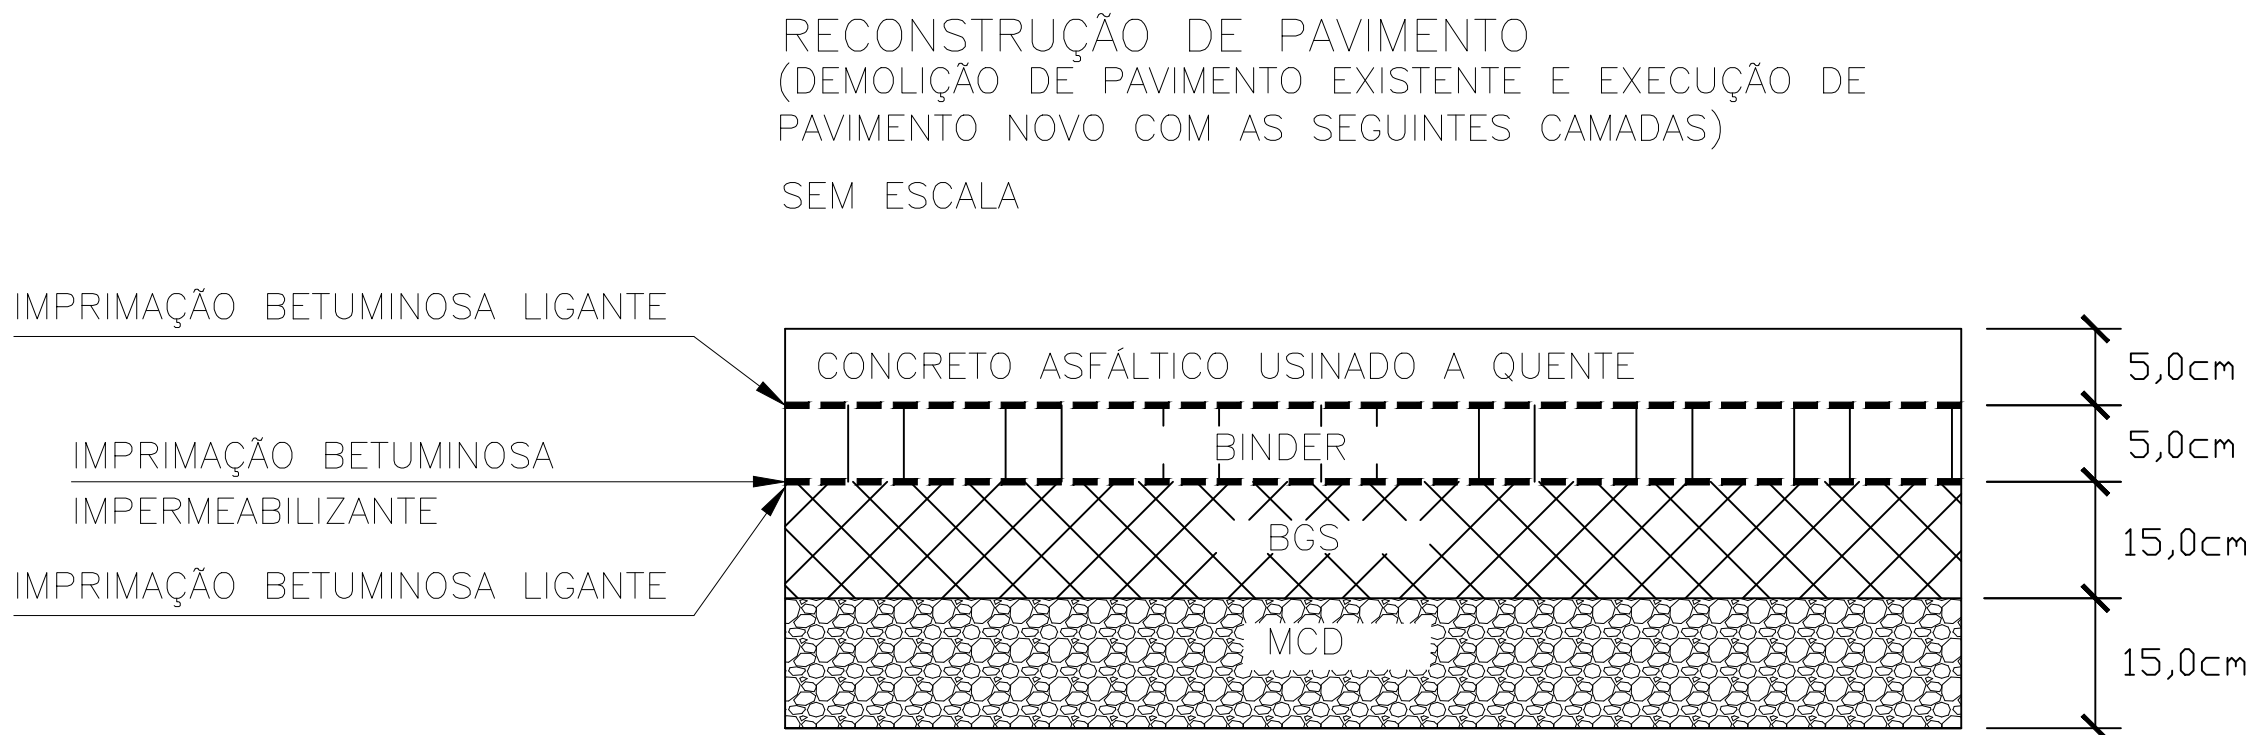 RECONSTRUÇÃO DE PAVIMENTO
(DEMOLIÇÃO DE PAVIMENTO EXISTENTE E EXECUÇÃO DE
PAVIMENTO NOVO COM AS SEGUINTES CAMADAS)
SEM ESCALA
IMPRIMAÇÃO BETUMINOSA LIGANTE
CONCRETO ASFÁLTICO USINADO A QUENTE
5,0cm
IMPRIMAÇÃO BETUMINOSA
IMPERMEABILIZANTE
BINDER
5,0cm
BGS
15,0cm
IMPRIMAÇÃO BETUMINOSA LIGANTE
MCD
15,0cm